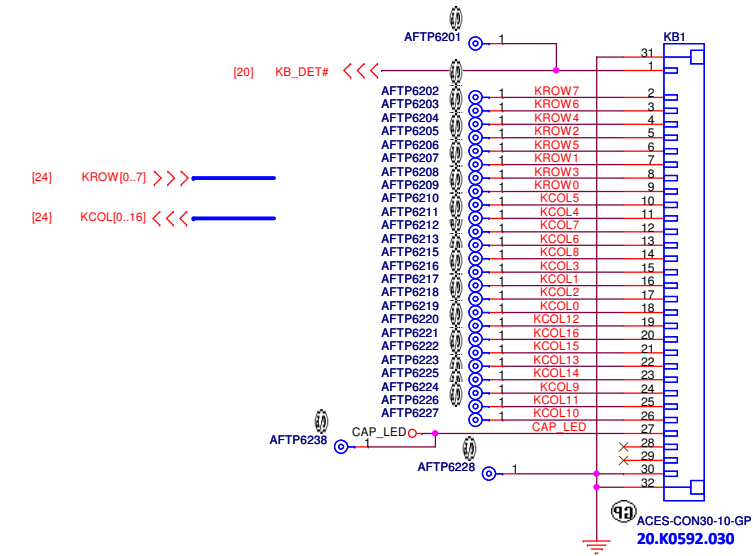 AFTP6201 1 KB1
31
[20] KB_DET# 1
AFTP6202 1 KROW7 2
AFTP6203 1 KROW6 3
AFTP6204 1 KROW4 4
AFTP6205 1 KROW2 5
AFTP6206 1 KROW5 6
AFTP6207 1 KROW1 7
AFTP6208 1 KROW3 8
[24] KROW[0..7]
AFTP6209 1 KROW0 9
AFTP6210 1 KCOL5 10
AFTP6211 1 KCOL4 11
[24] KCOL[0..16]
AFTP6212 1 KCOL7 12
AFTP6213 1 KCOL6 13
AFTP6215 1 KCOL8 14
AFTP6216 1 KCOL3 15
AFTP6217 1 KCOL1 16
AFTP6218 1 KCOL2 17
AFTP6219 1 KCOL0 18
AFTP6220 1 KCOL12 19
AFTP6221 1 KCOL16 20
AFTP6222 1 KCOL15 21
AFTP6223 1 KCOL13 22
AFTP6225 1 KCOL14 23
AFTP6224 1 KCOL9 24
AFTP6226 1 KCOL11 25
AFTP6227 1 KCOL10 26
CAP_LED CAP_LED 27
AFTP6238 1 28
29
AFTP6228 1 30
32
GP
ACES-CON30-10-GP
20.K0592.030